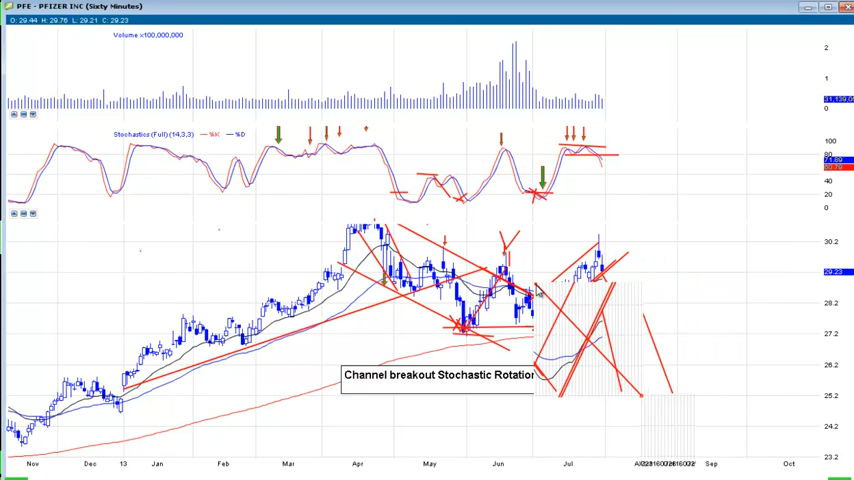 PFE - PFIZER INC (Sixty Minutes)
O: 29.44 H: 29.76 L: 29.21 C: 29.23
Volume x100,000,000
2
1
0
Stochastics (Full) (14,3,3) %K %D
100
80
40
20
0
30.2
29.23
28.2
27.2
26.2
25.2
24.2
23.2
Channel breakout Stochastic Rotation
Nov Dec 13 Jan Feb Mar Apr May Jun Jul Sep Oct